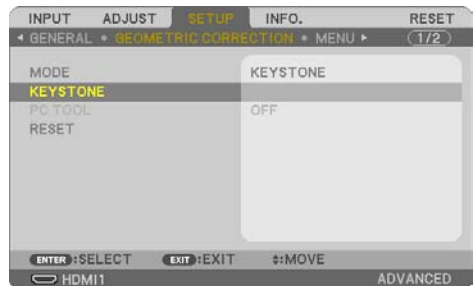 INPUT ADJUST SETUP INFO. RESET
◂ GENERAL • GEOMETRIC CORRECTION • MENU ▸ (1/2)
MODE KEYSTONE
KEYSTONE
PC TOOL OFF
RESET
ENTER :SELECT EXIT :EXIT ⬍:MOVE
HDMI1 ADVANCED